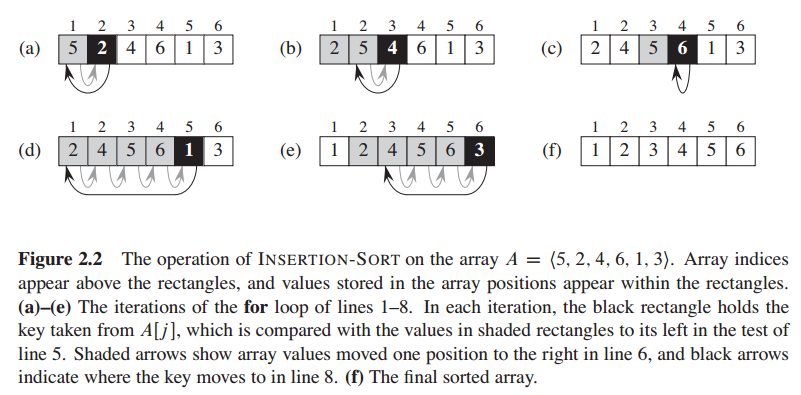 1 2 3 4 5 6 1 2 3 4 5 6 1 2 3 4 5 6
(a) 5 2 4 6 1 3 (b) 2 5 4 6 1 3 (c) 2 4 5 6 1 3
1 2 3 4 5 6 1 2 3 4 5 6 1 2 3 4 5 6
(d) 2 4 5 6 1 3 (e) 1 2 4 5 6 3 (f) 1 2 3 4 5 6
Figure 2.2 The operation of INSERTION-SORT on the array A = ⟨5, 2, 4, 6, 1, 3⟩. Array indices
appear above the rectangles, and values stored in the array positions appear within the rectangles.
(a)–(e) The iterations of the for loop of lines 1–8. In each iteration, the black rectangle holds the
key taken from A[j], which is compared with the values in shaded rectangles to its left in the test of
line 5. Shaded arrows show array values moved one position to the right in line 6, and black arrows
indicate where the key moves to in line 8. (f) The final sorted array.